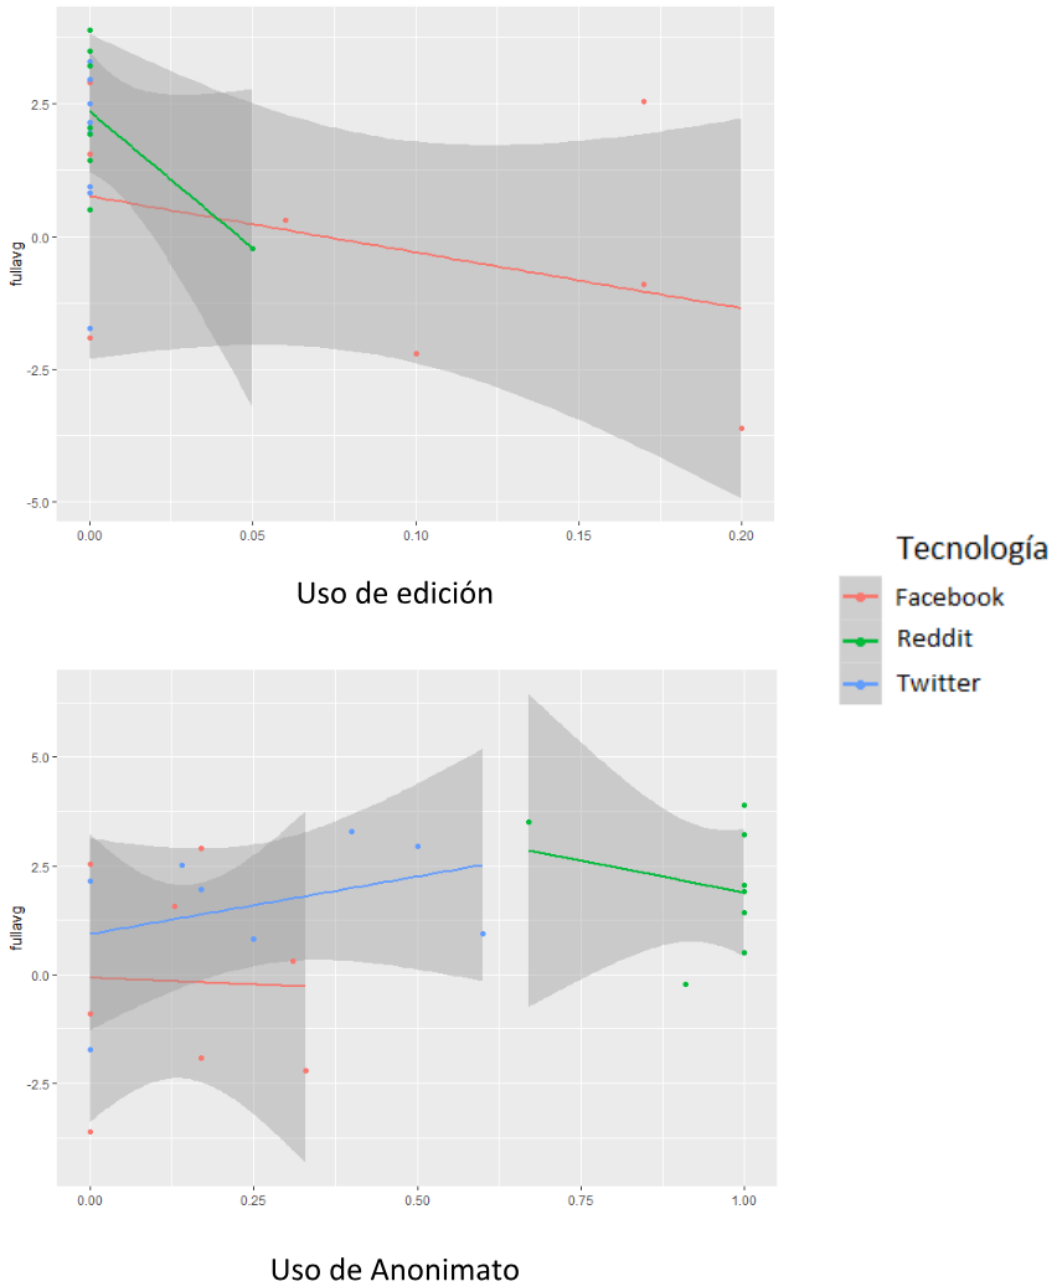 2.5
0.0
-2.5
-5.0
fullavg
0.00 0.05 0.10 0.15 0.20
Uso de edición
Tecnología
Facebook
Reddit
Twitter
5.0
2.5
0.0
-2.5
fullavg
0.00 0.25 0.50 0.75 1.00
Uso de Anonimato